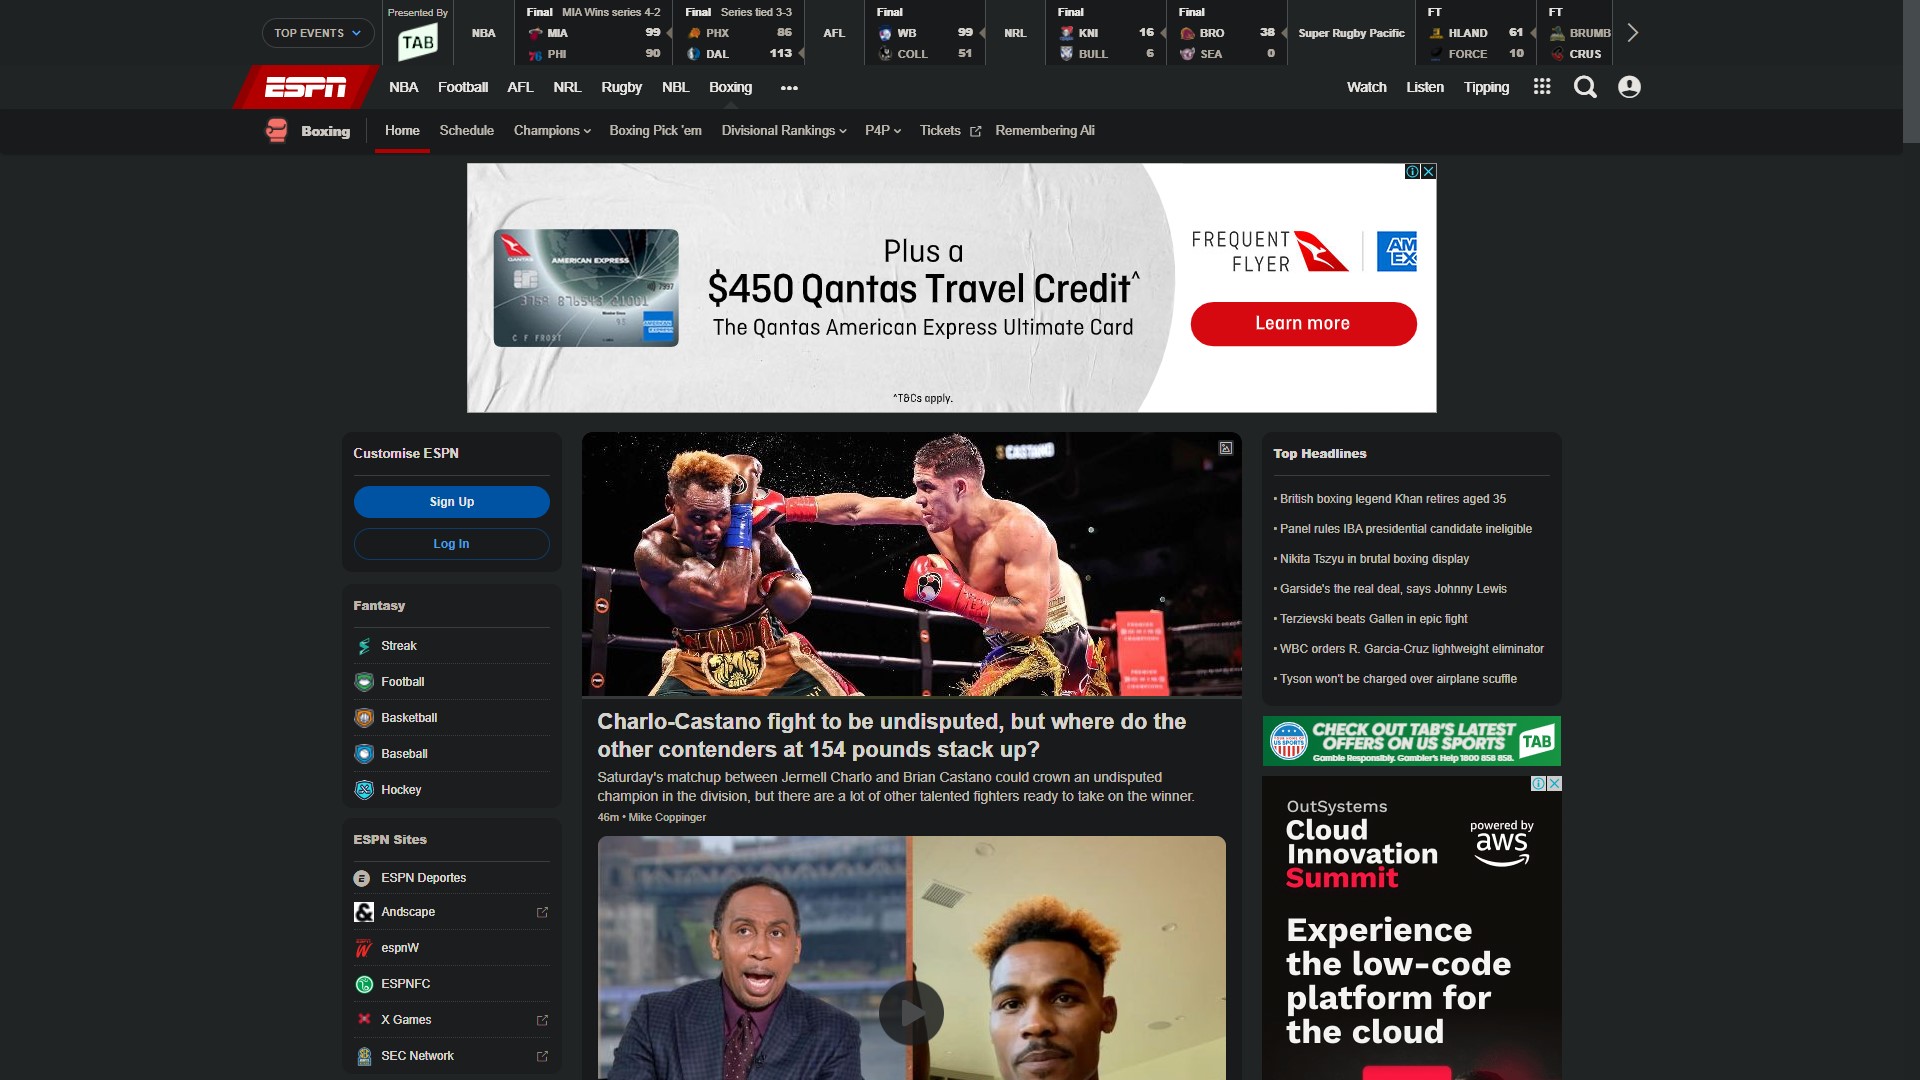 TOP EVENTS
Presented By
TAB
NBA
Final MIA Wins series 4-2
MIA 99
PHI 90
Final Series tied 3-3
PHX 86
DAL 113
AFL
Final
WB 99
COLL 51
NRL
Final
KNI 16
BULL 6
Final
BRO 38
SEA 0
Super Rugby Pacific
FT
HLAND 61
FORCE 10
FT
BRUMB
CRUS
ESPN
NBA Football AFL NRL Rugby NBL Boxing
Watch Listen Tipping
Boxing
Home Schedule Champions Boxing Pick 'em Divisional Rankings P4P Tickets Remembering Ali
QANTAS
AMERICAN EXPRESS
7997
3758 876543 21001
Member Since
93
C F FROST
AMERICAN EXPRESS
Plus a
$450 Qantas Travel Credit^
The Qantas American Express Ultimate Card
^T&Cs apply.
FREQUENT
FLYER
AM
EX
Learn more
Customise ESPN
Sign Up
Log In
Fantasy
Streak
Football
Basketball
Baseball
Hockey
ESPN Sites
ESPN Deportes
Andscape
espnW
ESPNFC
X Games
SEC Network
CASTANO
CHARLO
Charlo-Castano fight to be undisputed, but where do the
other contenders at 154 pounds stack up?
Saturday's matchup between Jermell Charlo and Brian Castano could crown an undisputed
champion in the division, but there are a lot of other talented fighters ready to take on the winner.
46m • Mike Coppinger
Top Headlines
• British boxing legend Khan retires aged 35
• Panel rules IBA presidential candidate ineligible
• Nikita Tszyu in brutal boxing display
• Garside's the real deal, says Johnny Lewis
• Terzievski beats Gallen in epic fight
• WBC orders R. Garcia-Cruz lightweight eliminator
• Tyson won't be charged over airplane scuffle
US SPORTS
CHECK OUT TAB'S LATEST
OFFERS ON US SPORTS
Gamble Responsibly. Gambler's Help 1800 858 858.
TAB
OutSystems
Cloud
Innovation
Summit
powered by
aws
Experience
the low-code
platform for
the cloud